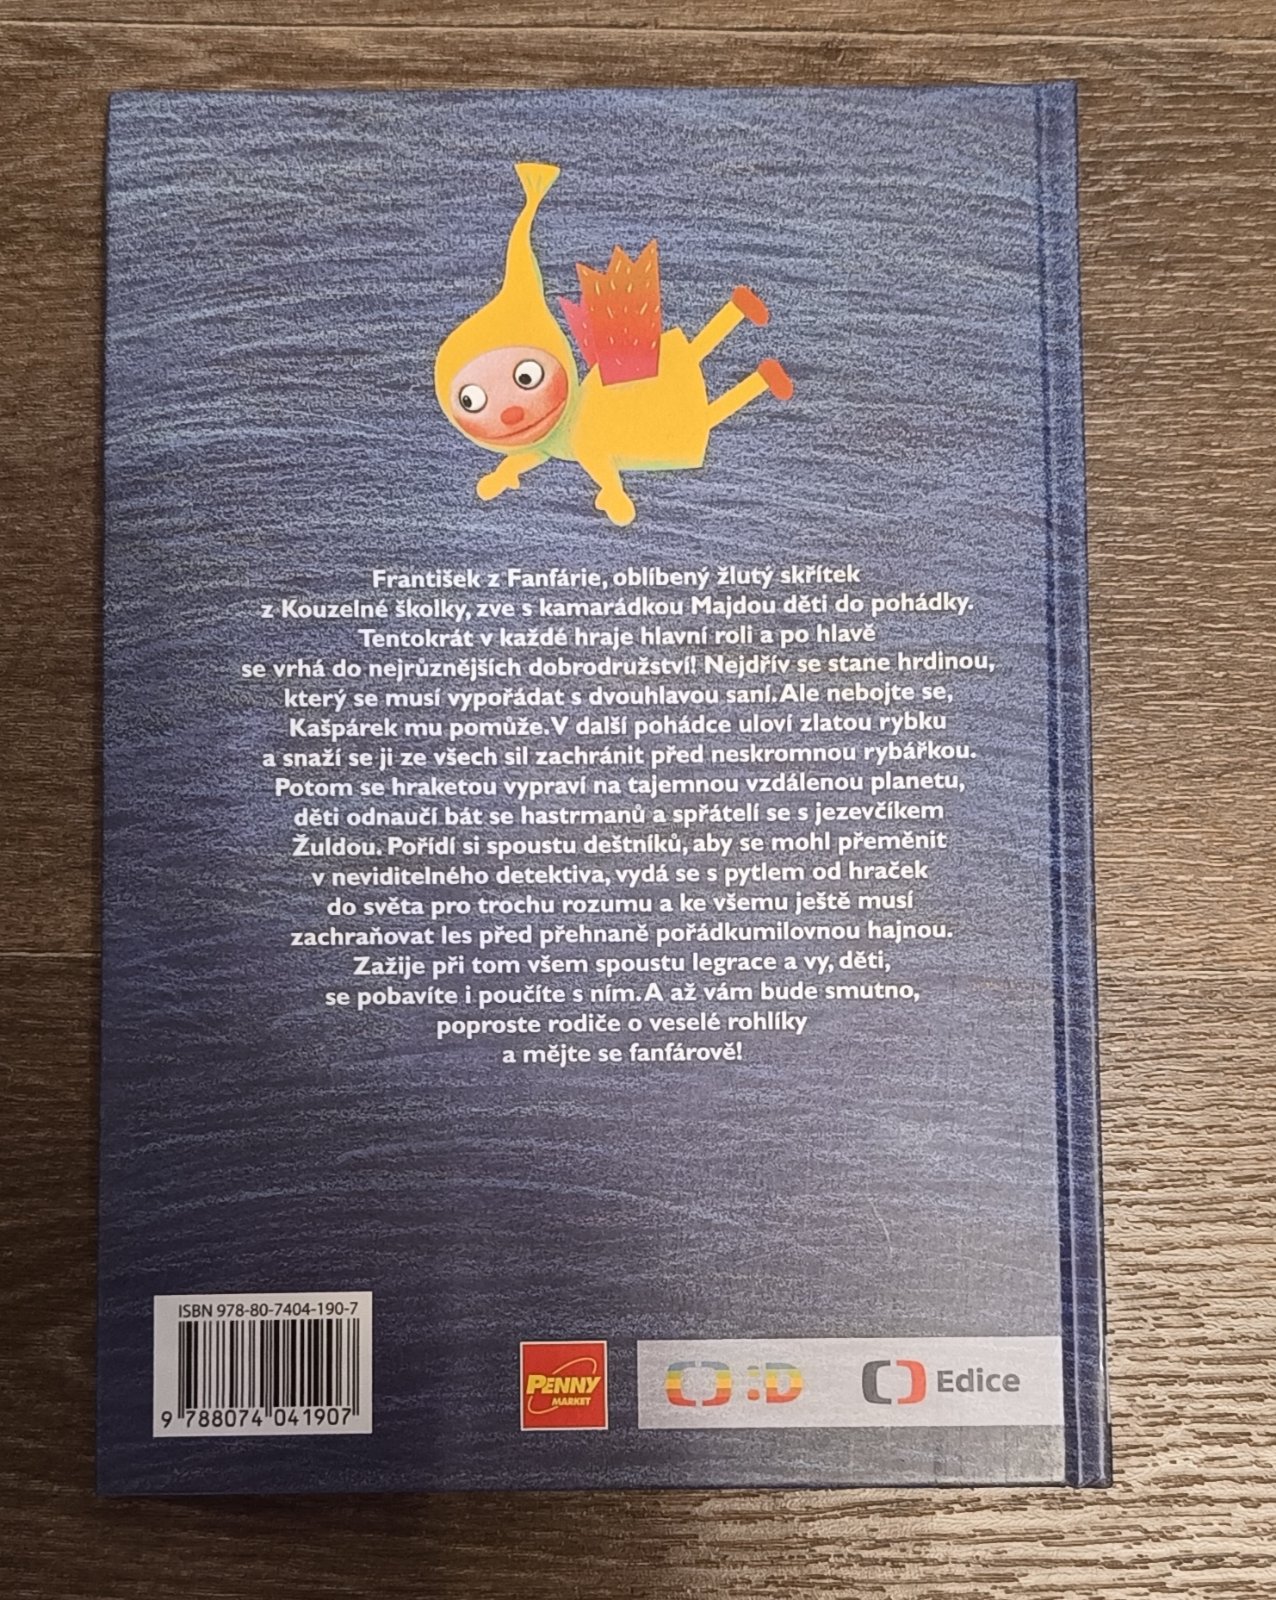 František z Fanfárie, oblíbený žlutý skřítek
z Kouzelné školky, zve s kamarádkou Majdou děti do pohádky.
Tentokrát v každé hraje hlavní roli a po hlavě
se vrhá do nejrůznějších dobrodružství! Nejdřív se stane hrdinou,
který se musí vypořádat s dvouhlavou saní. Ale nebojte se,
Kašpárek mu pomůže. V další pohádce uloví zlatou rybku
a snaží se ji ze všech sil zachránit před neskromnou rybářkou.
Potom se hraketou vypraví na tajemnou vzdálenou planetu,
děti odnaučí bát se hastrmanů a spřátelí se s jezevčíkem
Žuldou. Pořídí si spoustu deštníků, aby se mohl přeměnit
v neviditelného detektiva, vydá se s pytlem od hraček
do světa pro trochu rozumu a ke všemu ještě musí
zachraňovat les před přehnaně pořádkumilovnou hajnou.
Zažije při tom všem spoustu legrace a vy, děti,
se pobavíte i poučíte s ním. A až vám bude smutno,
poproste rodiče o veselé rohlíky
a mějte se fanfárově!
ISBN 978-80-7404-190-7
9 788074 041907
PENNY
MARKET
:D
Edice